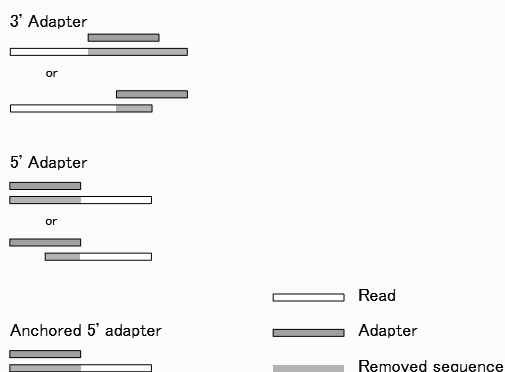 3' Adapter
or
5' Adapter
or
Anchored 5' adapter
Read
Adapter
Removed sequence